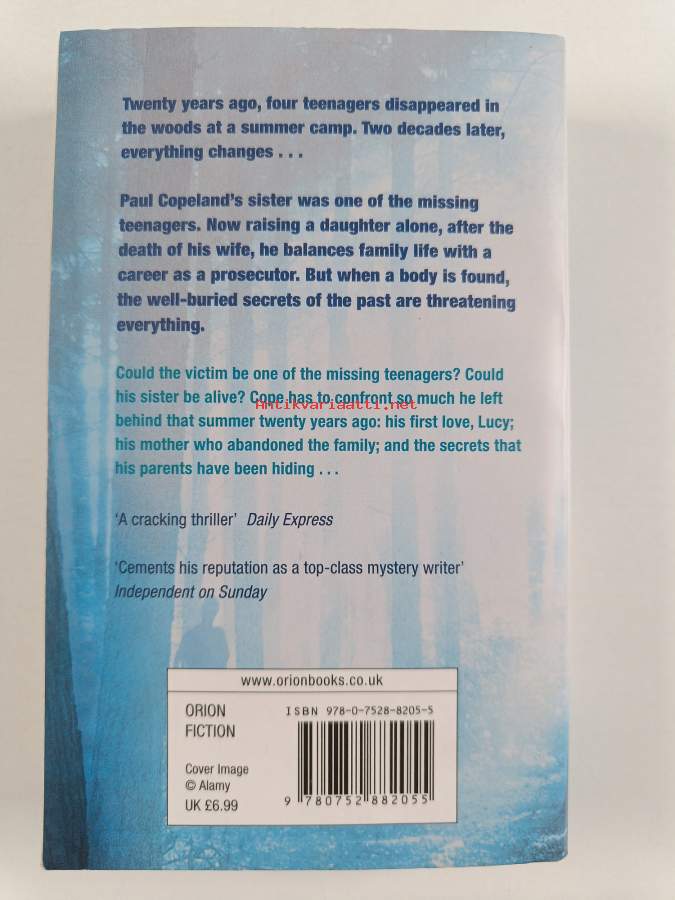 Twenty years ago, four teenagers disappeared in
the woods at a summer camp. Two decades later,
everything changes . . .
Paul Copeland's sister was one of the missing
teenagers. Now raising a daughter alone, after the
death of his wife, he balances family life with a
career as a prosecutor. But when a body is found,
the well-buried secrets of the past are threatening
everything.
Could the victim be one of the missing teenagers? Could
his sister be alive? Cope has to confront so much he left
Antikvariaatti.net
behind that summer twenty years ago: his first love, Lucy;
his mother who abandoned the family; and the secrets that
his parents have been hiding . . .
'A cracking thriller' Daily Express
'Cements his reputation as a top-class mystery writer'
Independent on Sunday
www.orionbooks.co.uk
ORION
FICTION
Cover Image
© Alamy
UK £6.99
ISBN 978-0-7528-8205-5
9 780752 882055